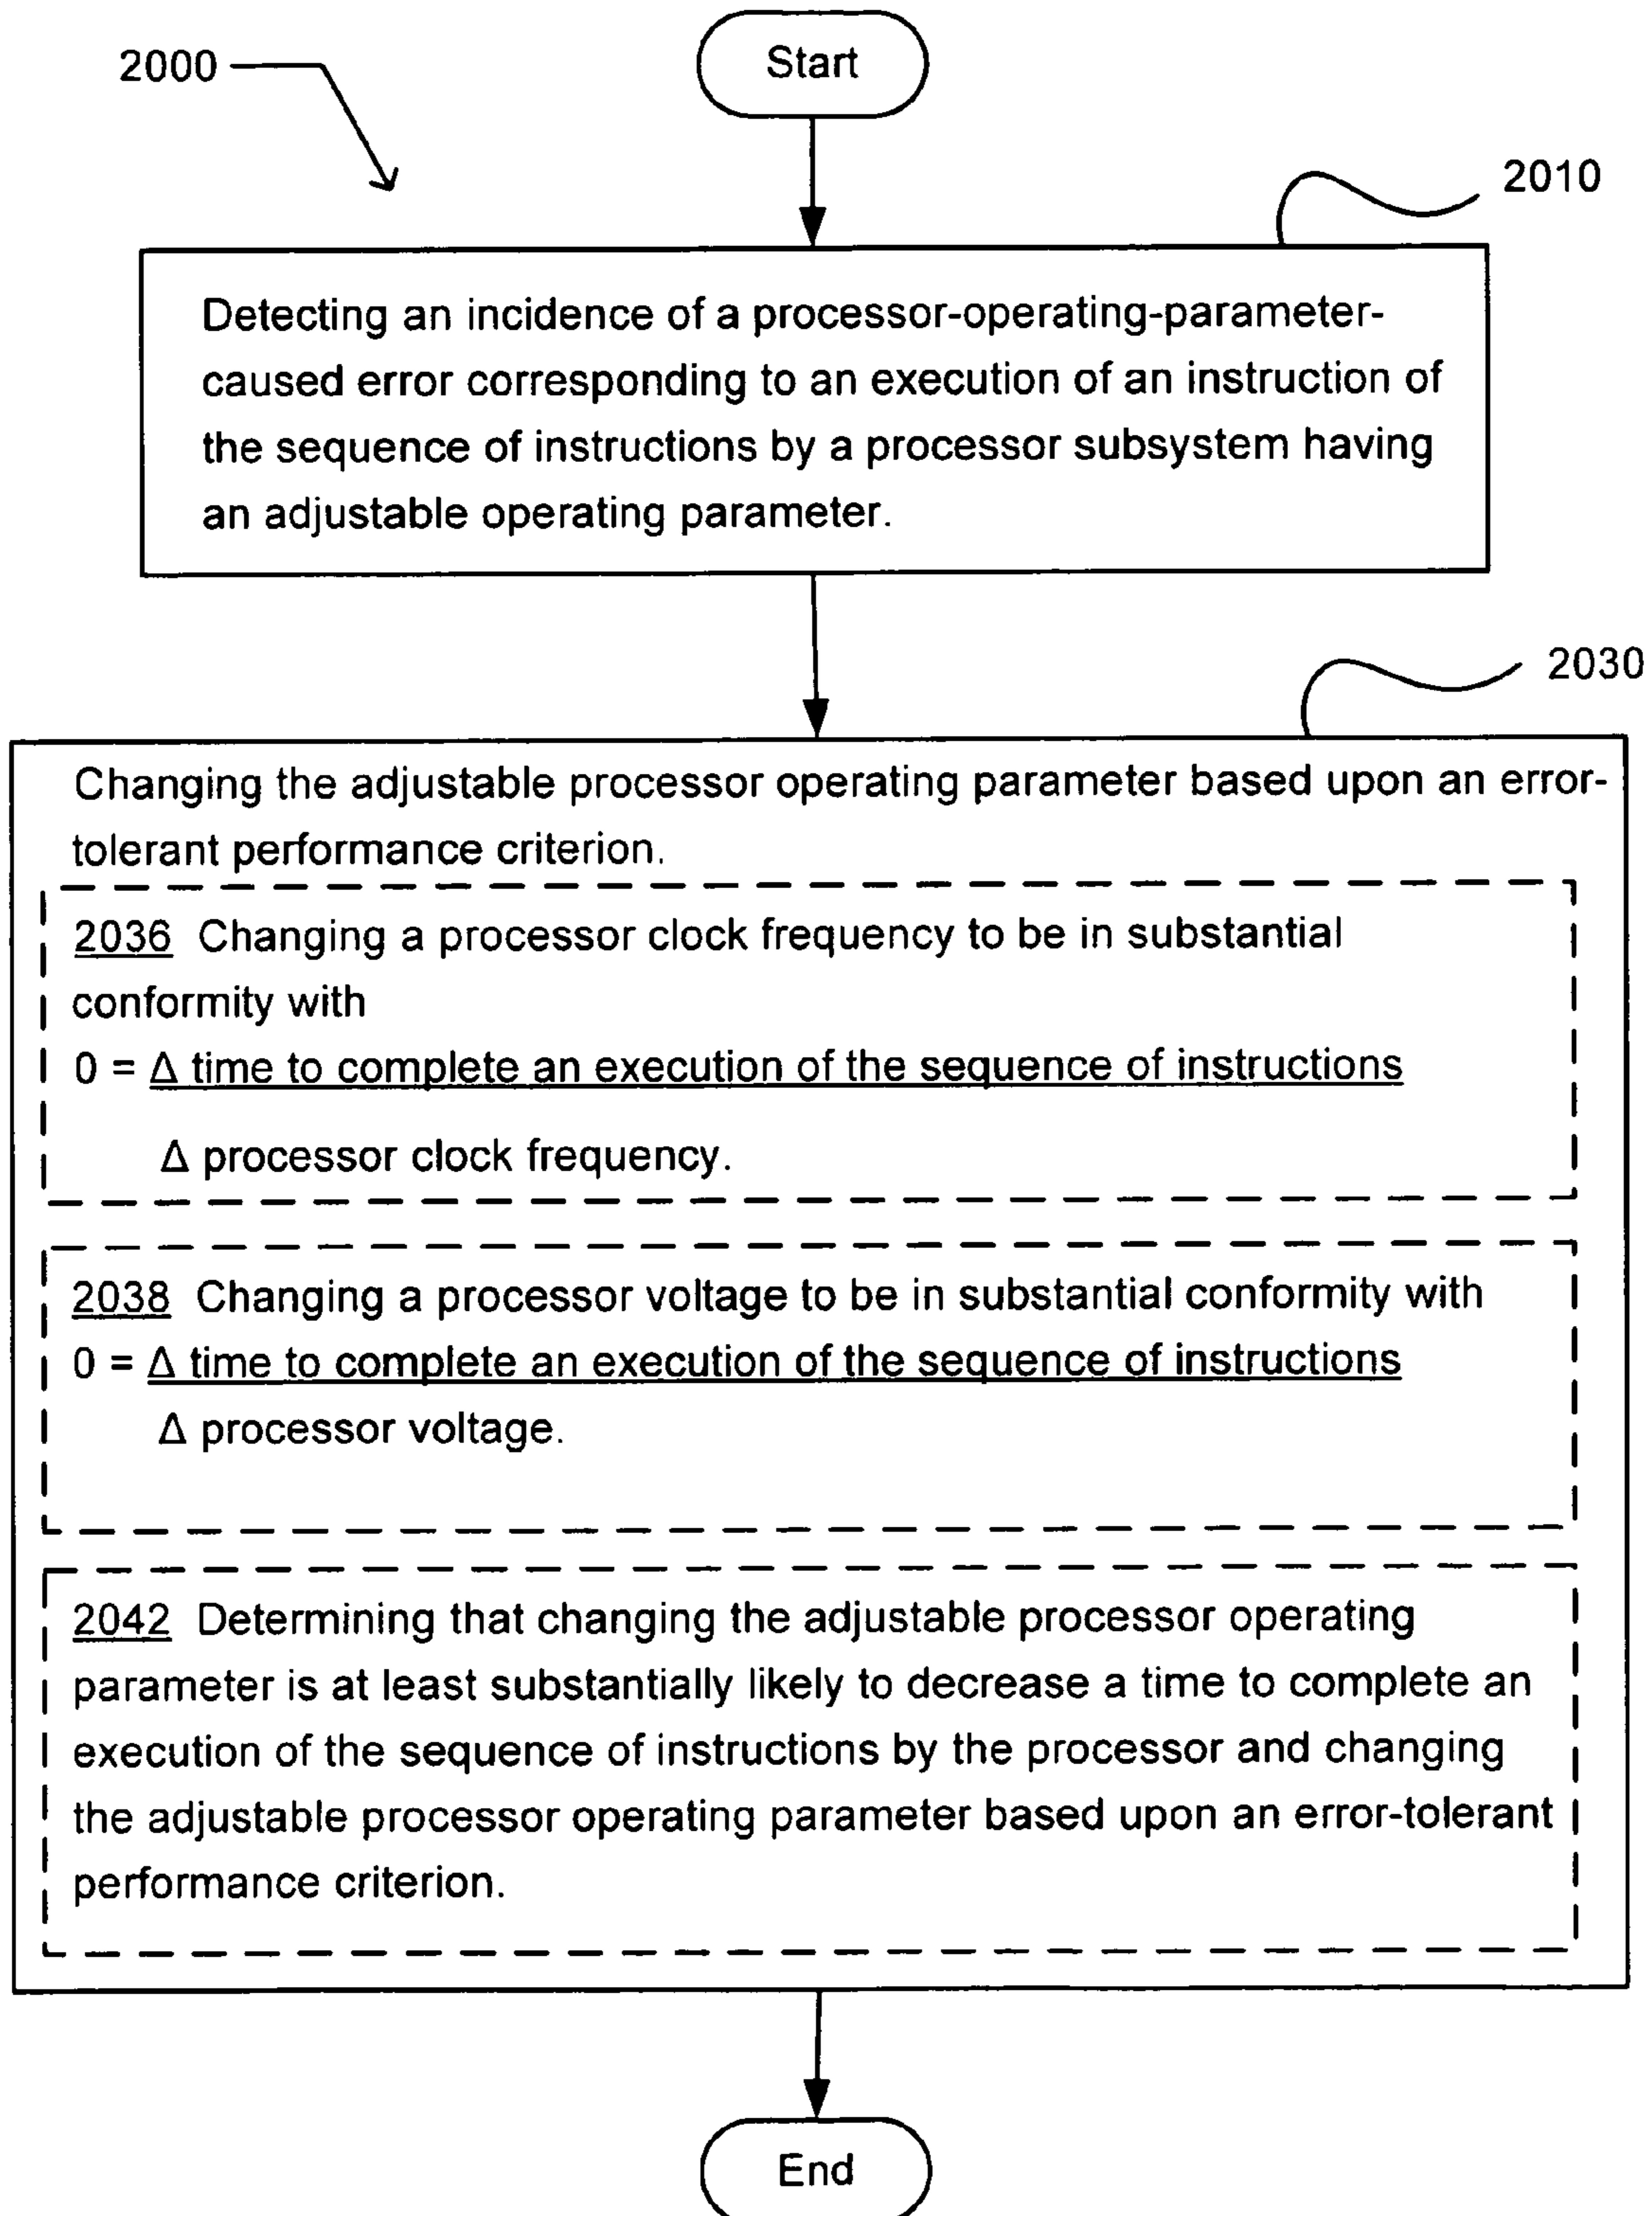 2000
Start
2010
Detecting an incidence of a processor-operating-parameter-
caused error corresponding to an execution of an instruction of
the sequence of instructions by a processor subsystem having
an adjustable operating parameter.
2030
Changing the adjustable processor operating parameter based upon an error-
tolerant performance criterion.
2036 Changing a processor clock frequency to be in substantial
conformity with
0 = Δ time to complete an execution of the sequence of instructions
Δ processor clock frequency.
2038 Changing a processor voltage to be in substantial conformity with
0 = Δ time to complete an execution of the sequence of instructions
Δ processor voltage.
2042 Determining that changing the adjustable processor operating
parameter is at least substantially likely to decrease a time to complete an
execution of the sequence of instructions by the processor and changing
the adjustable processor operating parameter based upon an error-tolerant
performance criterion.
End